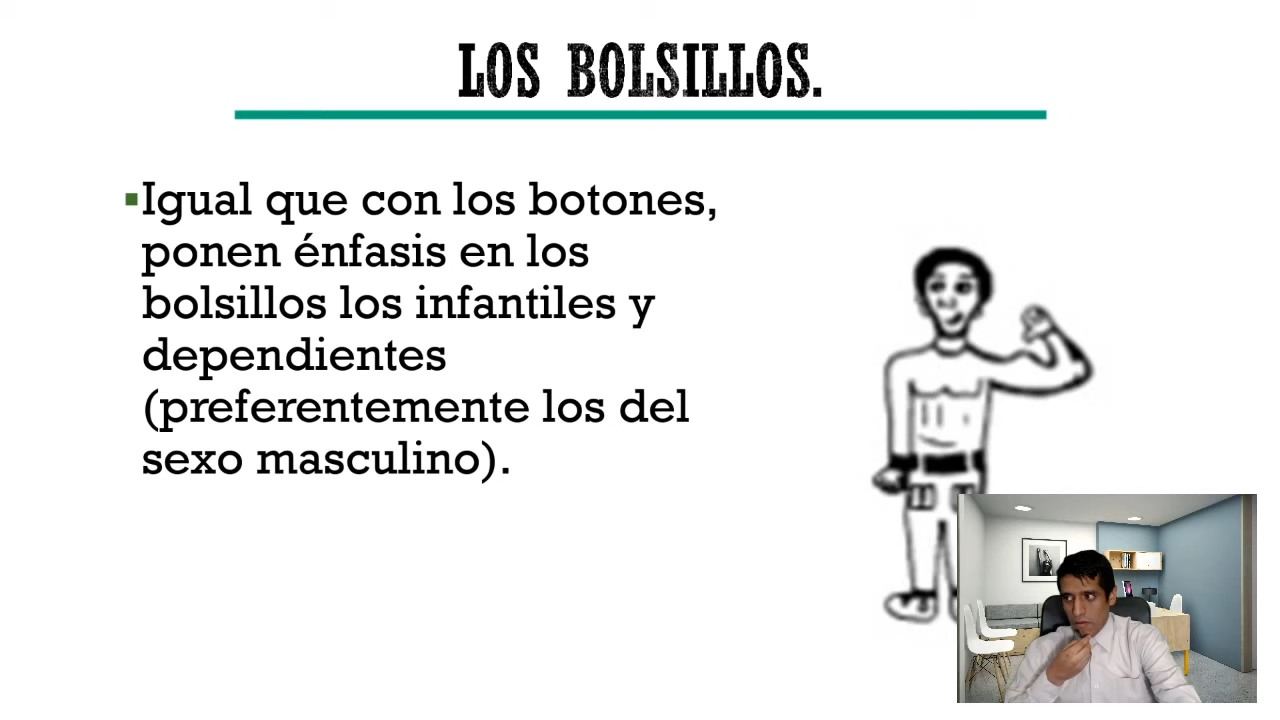 LOS BOLSILLOS.
Igual que con los botones,
ponen énfasis en los
bolsillos los infantiles y
dependientes
(preferentemente los del
sexo masculino).